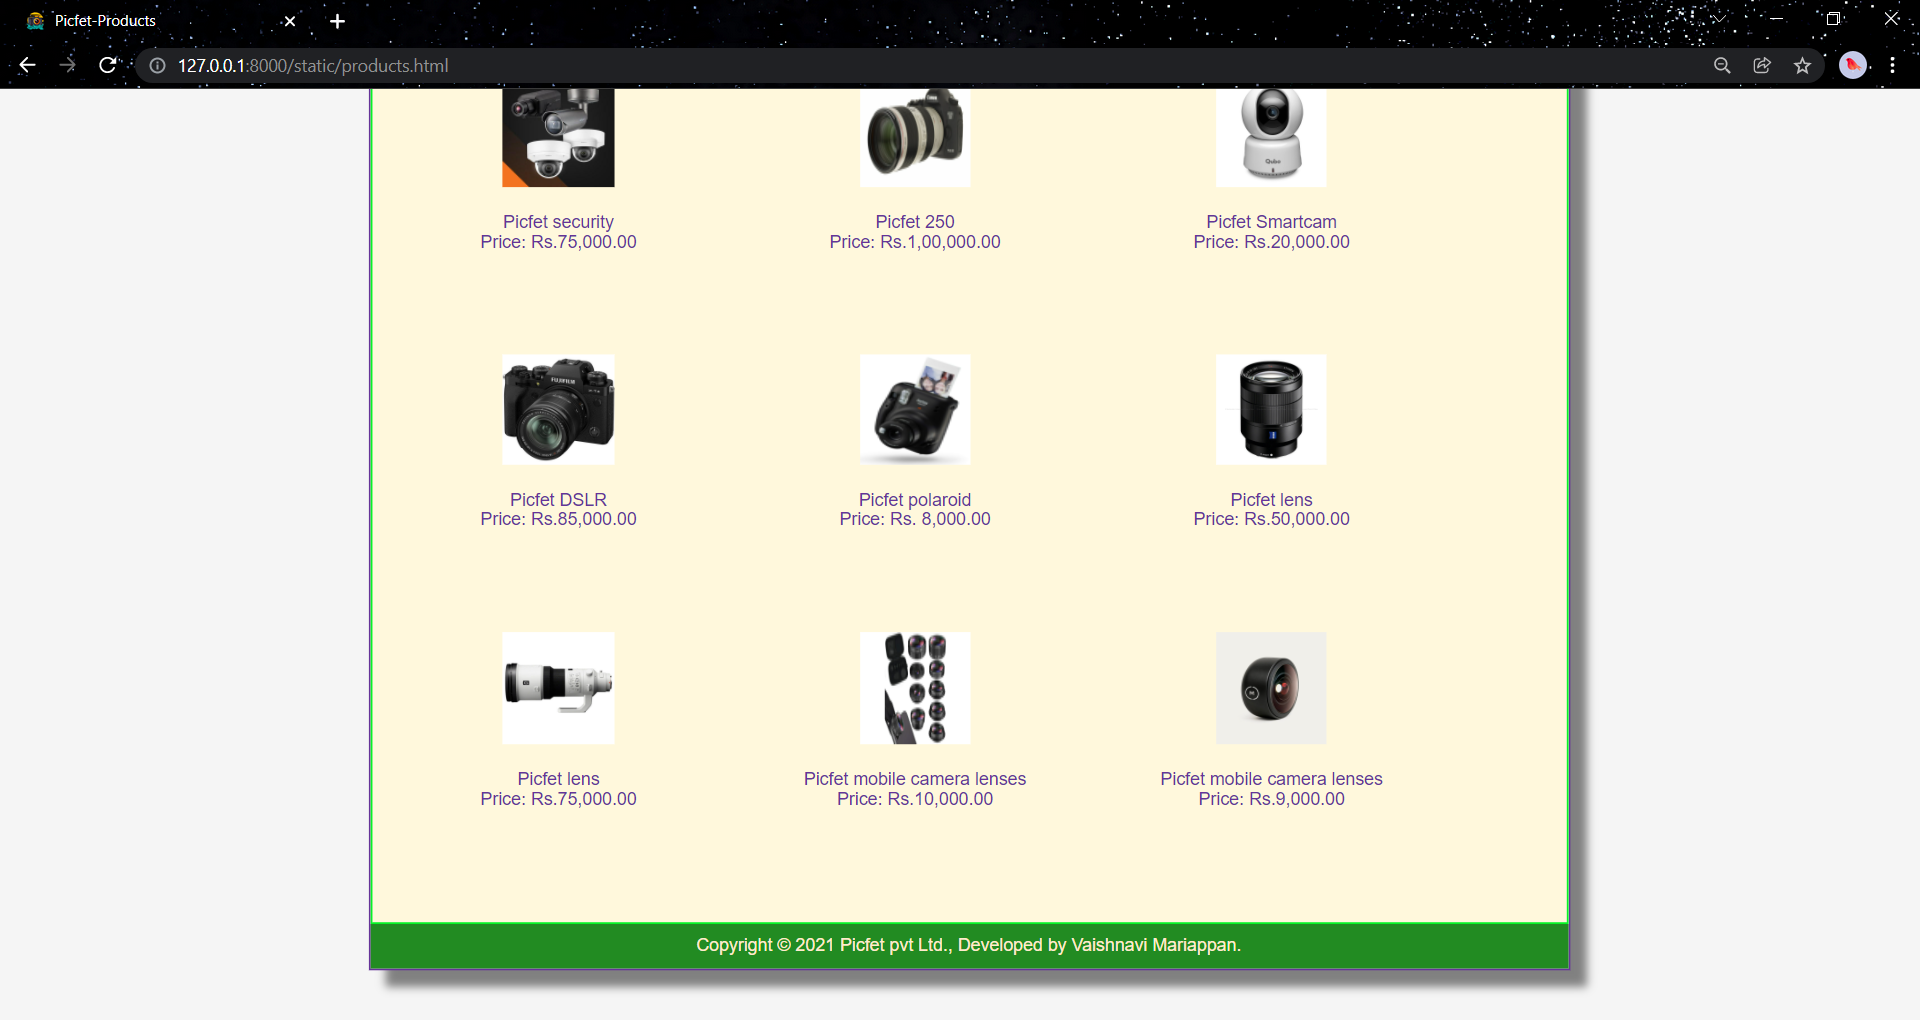 Picfet-Products
127.0.0.1:8000/static/products.html
Qubo
Picfet security
Price: Rs.75,000.00
Picfet 250
Price: Rs.1,00,000.00
Picfet Smartcam
Price: Rs.20,000.00
FUJIFILM
Picfet DSLR
Price: Rs.85,000.00
Picfet polaroid
Price: Rs. 8,000.00
Picfet lens
Price: Rs.50,000.00
Picfet lens
Price: Rs.75,000.00
Picfet mobile camera lenses
Price: Rs.10,000.00
Picfet mobile camera lenses
Price: Rs.9,000.00
Copyright © 2021 Picfet pvt Ltd., Developed by Vaishnavi Mariappan.